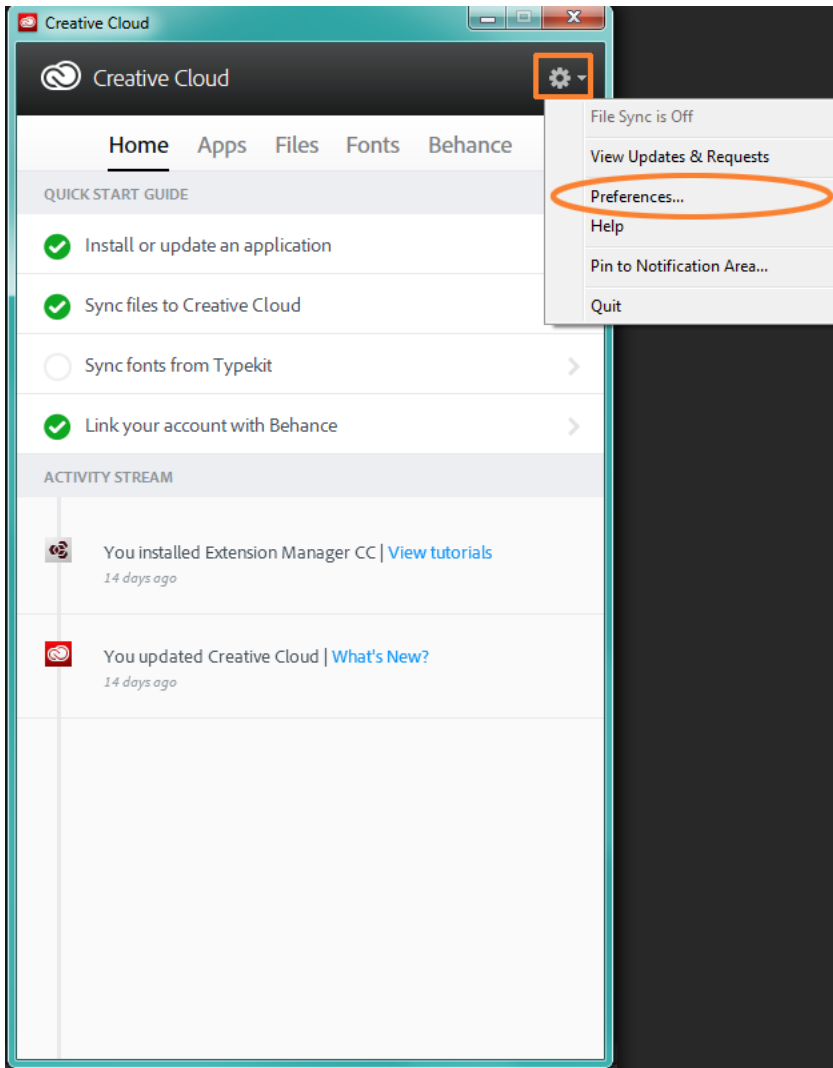 Creative Cloud
Creative Cloud
File Sync is Off
Home Apps Files Fonts Behance
View Updates & Requests
QUICK START GUIDE
Preferences...
Help
Install or update an application
Pin to Notification Area...
Sync files to Creative Cloud
Quit
Sync fonts from Typekit
Link your account with Behance
ACTIVITY STREAM
You installed Extension Manager CC | View tutorials
14 days ago
You updated Creative Cloud | What's New?
14 days ago